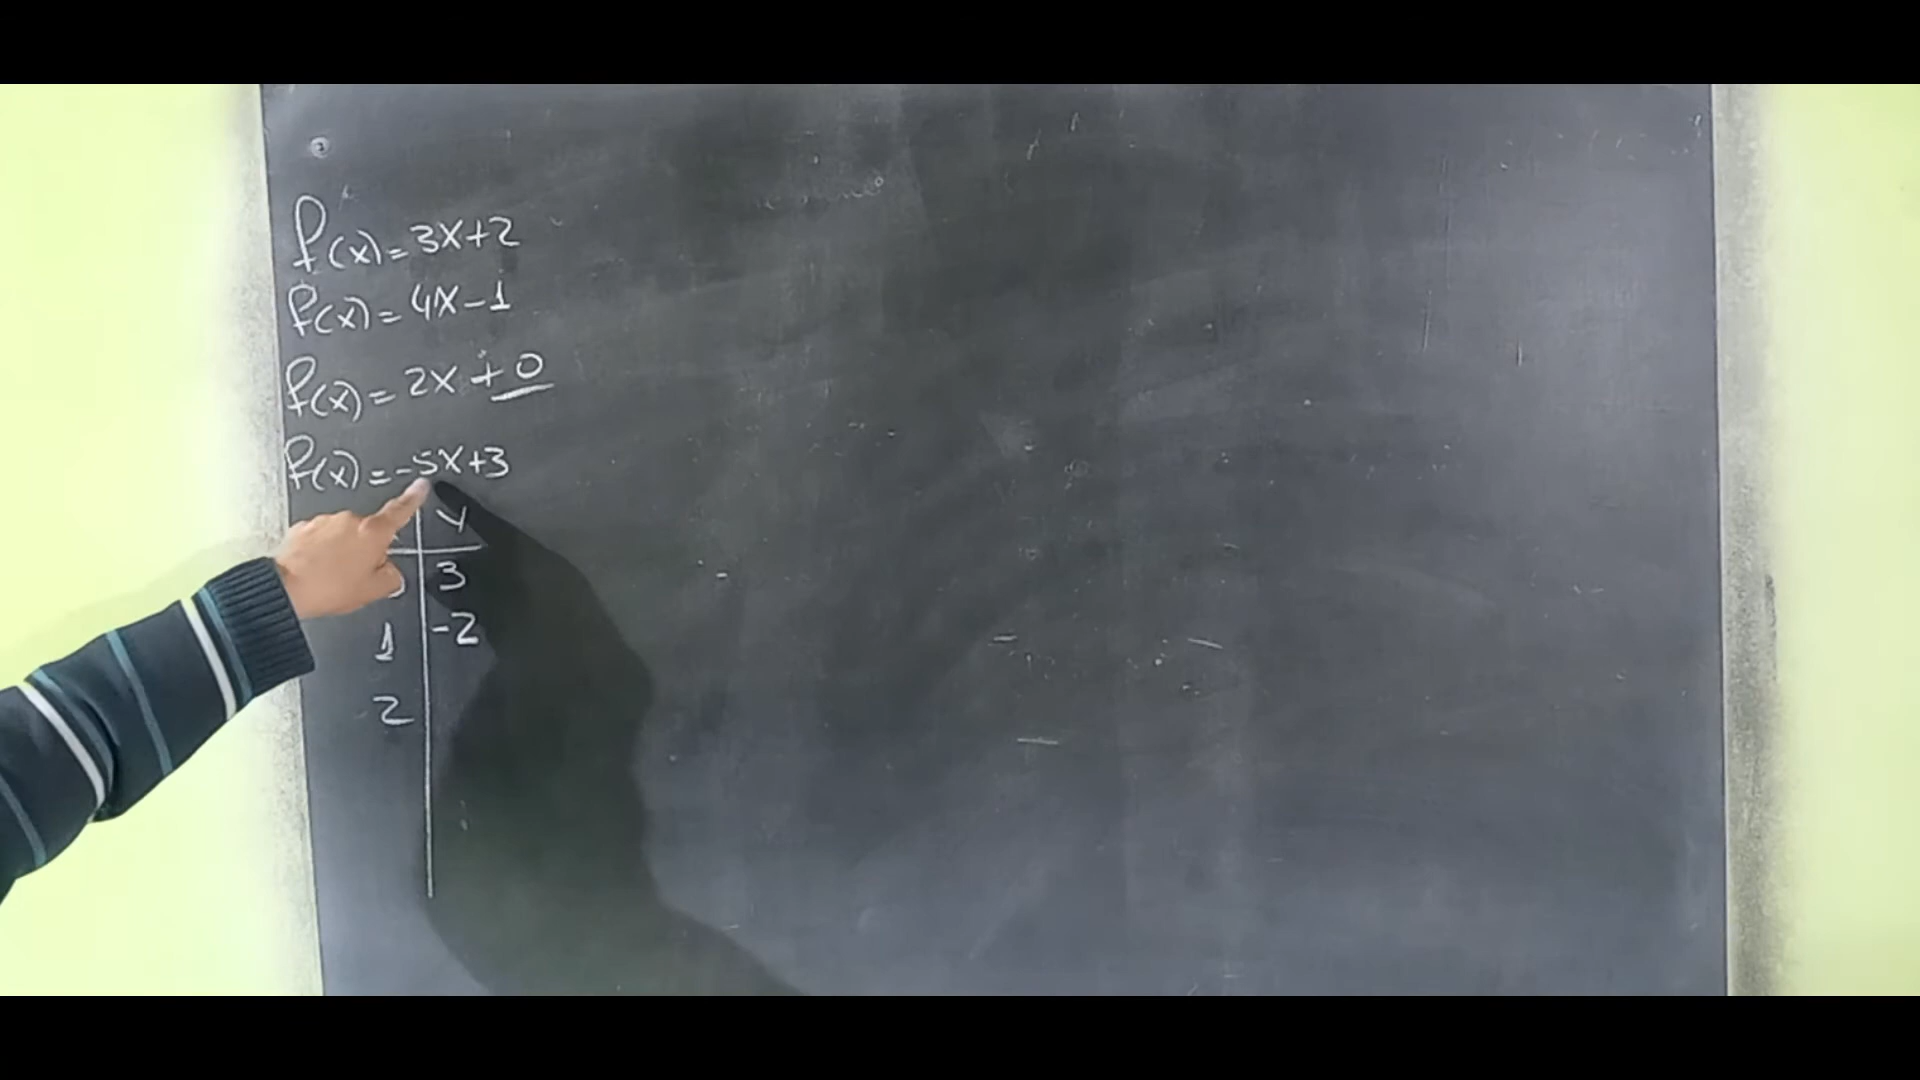 f(x)=3x+2
f(x)=4x-1
f(x)=2x+0
f(x)=-5x+3
y
3
1 -2
2